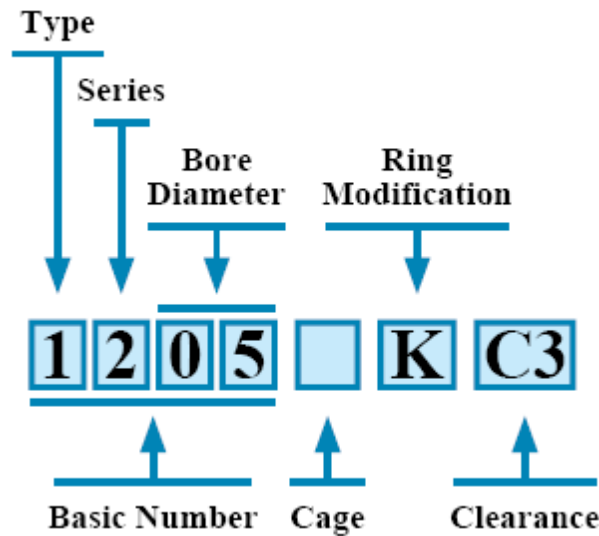 Type
Series
Bore
Diameter
Ring
Modification
1 2 0 5 K C3
Basic Number Cage Clearance